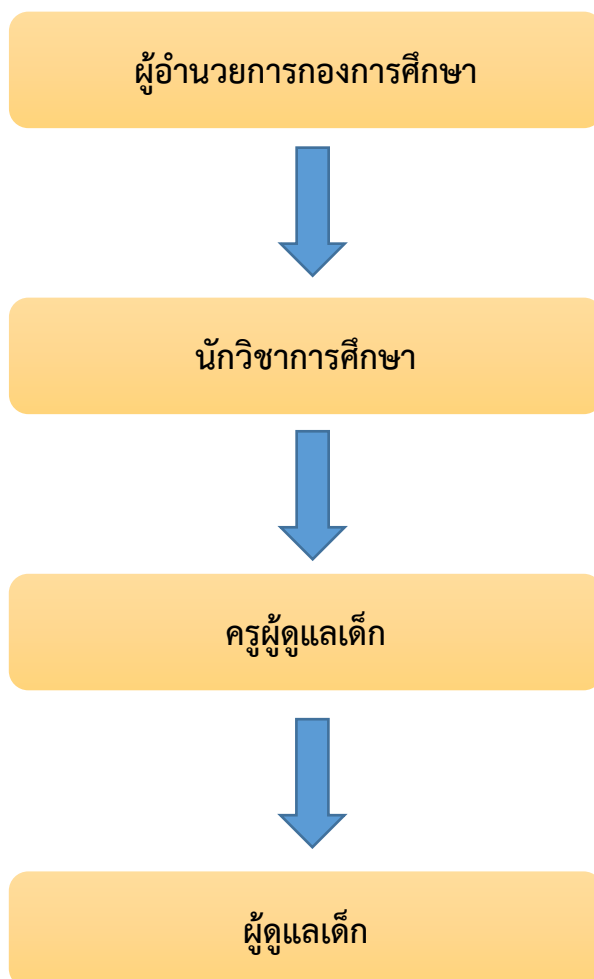 ผู้อำนวยการกองการศึกษา
นักวิชาการศึกษา
ครูผู้ดูแลเด็ก
ผู้ดูแลเด็ก